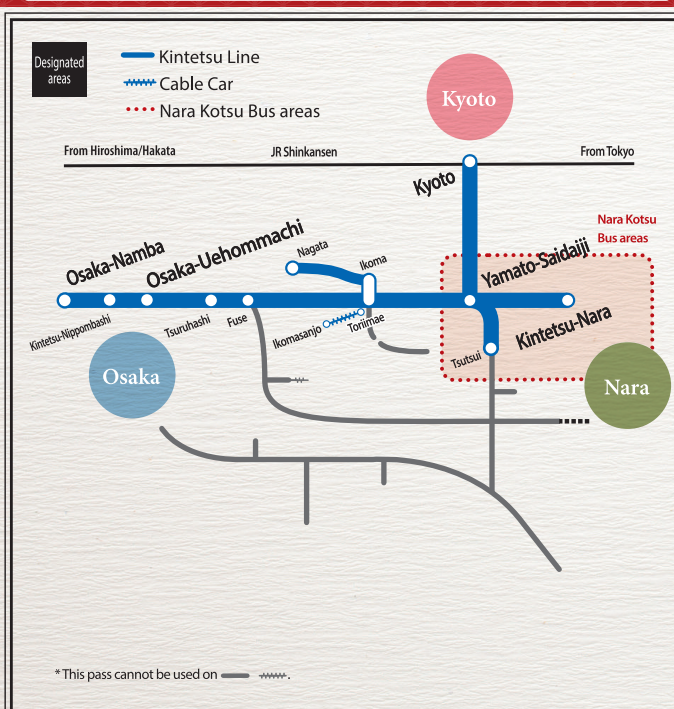 Designated
areas
Kintetsu Line
Cable Car
Nara Kotsu Bus areas
Kyoto
From Hiroshima/Hakata
JR Shinkansen
From Tokyo
Kyoto
Nara Kotsu
Bus areas
Osaka-Namba
Osaka-Uehommachi
Nagata
Ikoma
Yamato-Saidaiji
Kintetsu-Nippombashi
Tsuruhashi
Fuse
Ikomasanjo
Toriimae
Kintetsu-Nara
Tsutsui
Osaka
Nara
* This pass cannot be used on
.